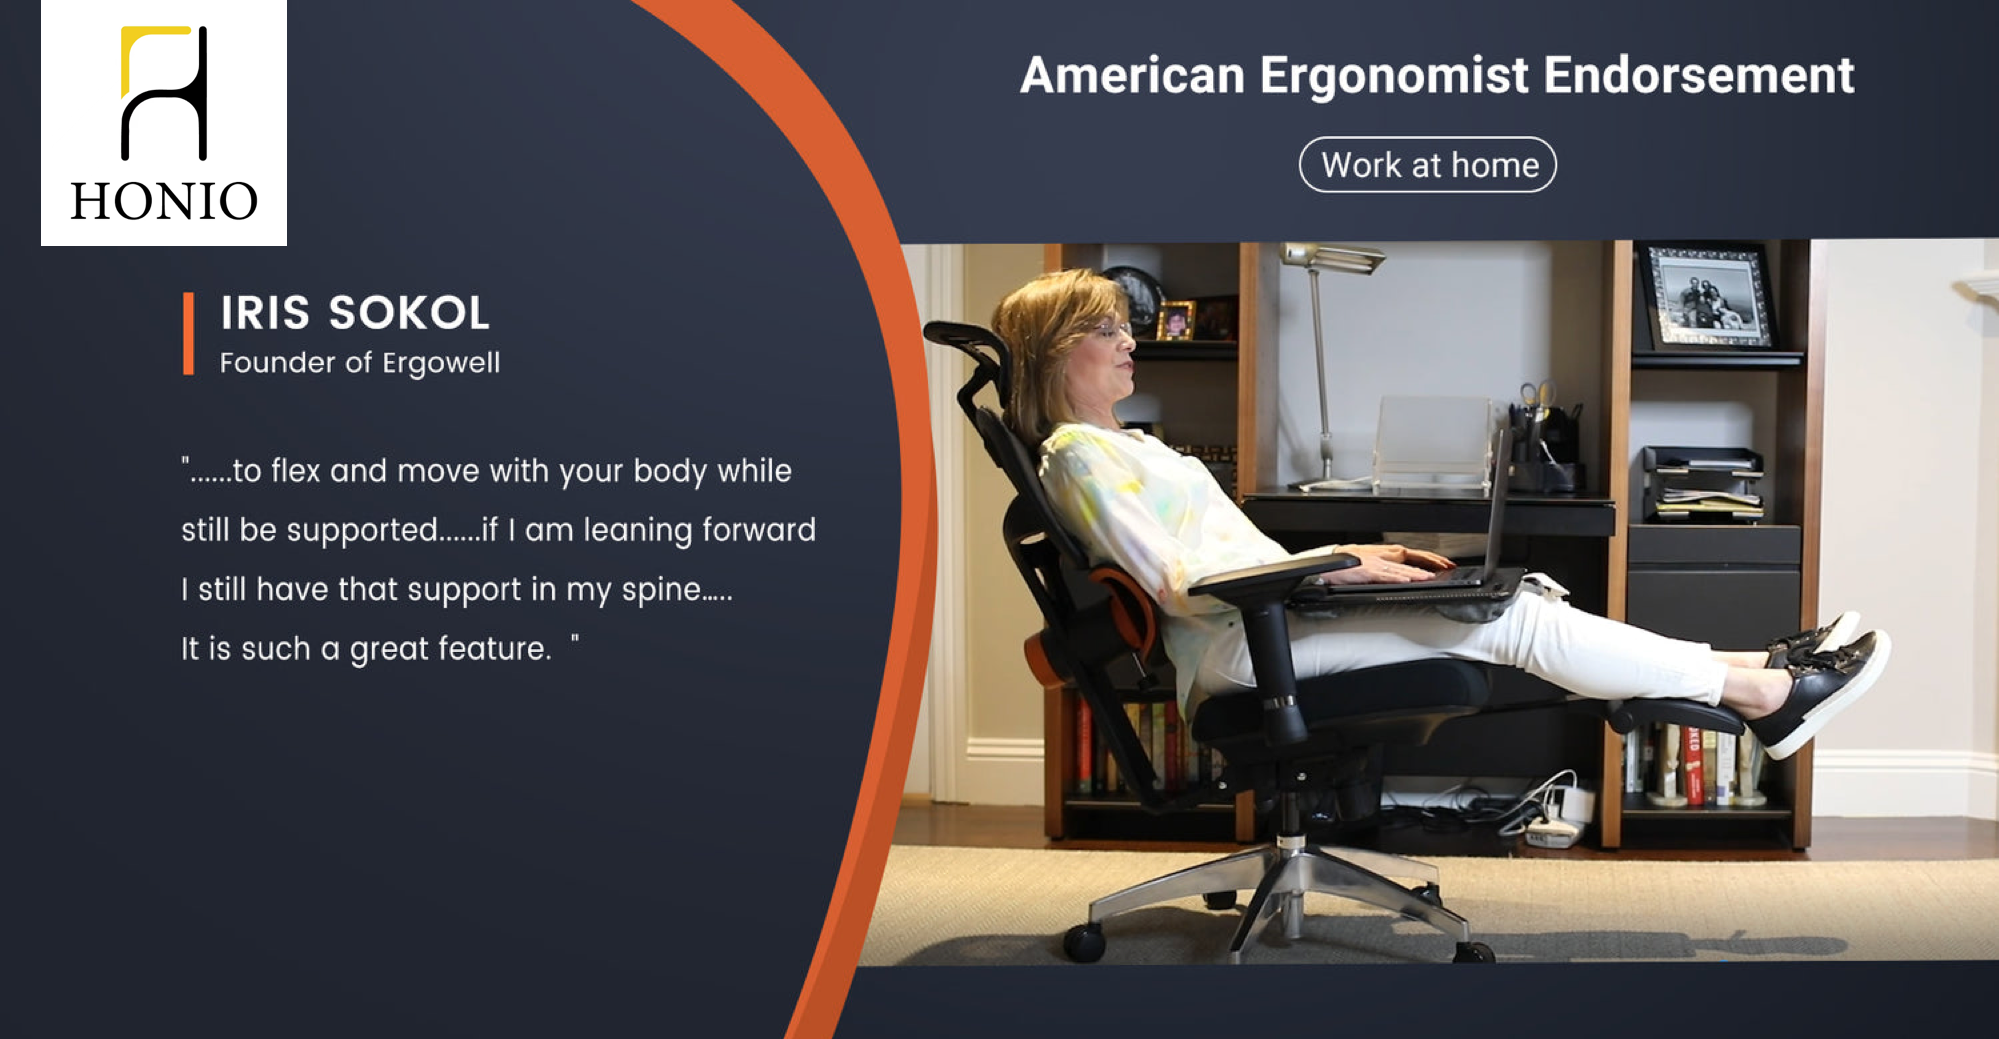 HONIO
American Ergonomist Endorsement
Work at home
IRIS SOKOL
Founder of Ergowell
"......to flex and move with your body while
still be supported......if I am leaning forward
I still have that support in my spine.....
It is such a great feature.  "